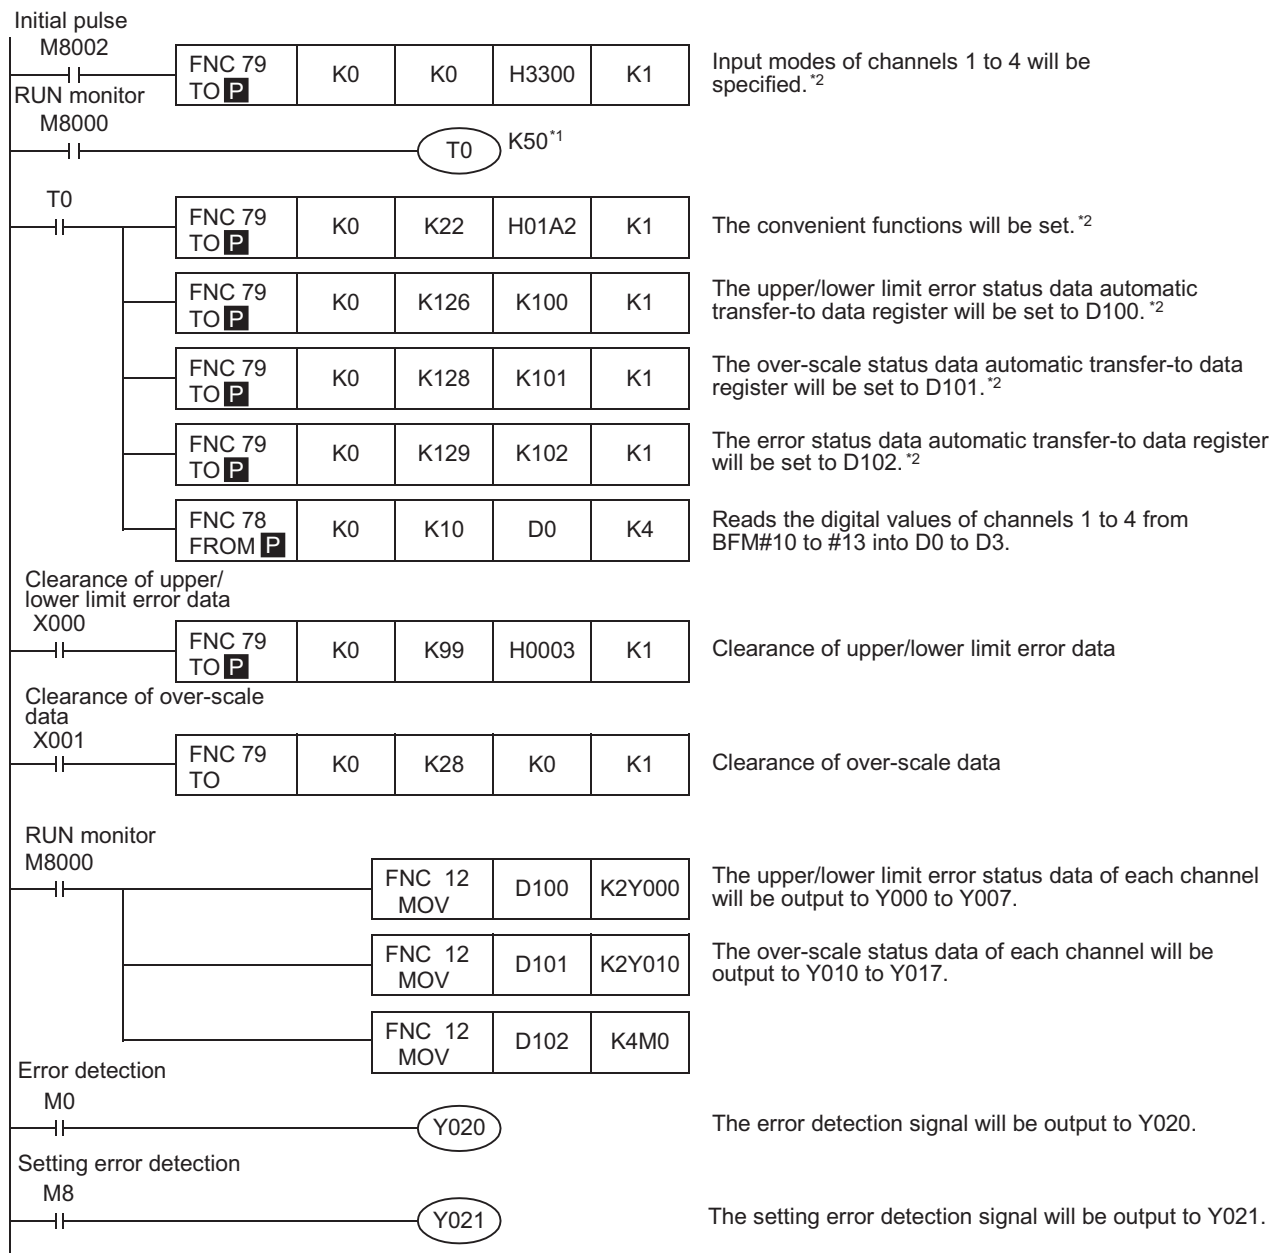 Initial pulse
M8002
FNC 79
TO P
K0
K0
H3300
K1
Input modes of channels 1 to 4 will be
specified.*2
RUN monitor
M8000
T0
K50*1
T0
FNC 79
TO P
K0
K22
H01A2
K1
The convenient functions will be set.*2
FNC 79
TO P
K0
K126
K100
K1
The upper/lower limit error status data automatic
transfer-to data register will be set to D100.*2
FNC 79
TO P
K0
K128
K101
K1
The over-scale status data automatic transfer-to data
register will be set to D101.*2
FNC 79
TO P
K0
K129
K102
K1
The error status data automatic transfer-to data register
will be set to D102.*2
FNC 78
FROM P
K0
K10
D0
K4
Reads the digital values of channels 1 to 4 from
BFM#10 to #13 into D0 to D3.
Clearance of upper/
lower limit error data
X000
FNC 79
TO P
K0
K99
H0003
K1
Clearance of upper/lower limit error data
Clearance of over-scale
data
X001
FNC 79
TO
K0
K28
K0
K1
Clearance of over-scale data
RUN monitor
M8000
FNC 12
MOV
D100
K2Y000
The upper/lower limit error status data of each channel
will be output to Y000 to Y007.
FNC 12
MOV
D101
K2Y010
The over-scale status data of each channel will be
output to Y010 to Y017.
FNC 12
MOV
D102
K4M0
Error detection
M0
Y020
The error detection signal will be output to Y020.
Setting error detection
M8
Y021
The setting error detection signal will be output to Y021.